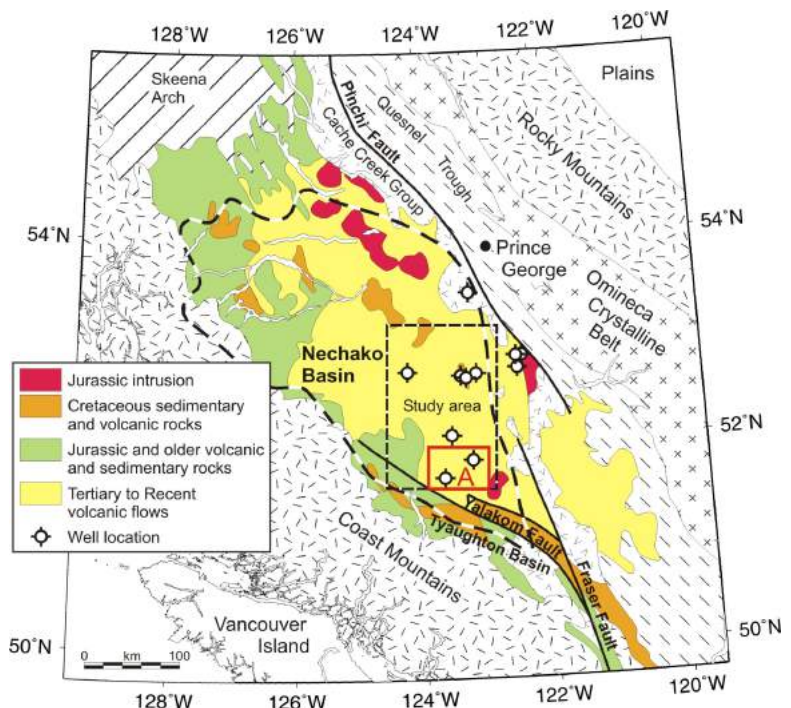 128°W
126°W
124°W
122°W
120°W
Skeena
Arch
Plains
Pinchi Fault
Cache Creek Group
Quesnel
Trough
Rocky Mountains
54°N
54°N
Prince
George
Omineca
Crystalline
Belt
Nechako
Basin
Jurassic intrusion
Cretaceous sedimentary
and volcanic rocks
Jurassic and older volcanic
and sedimentary rocks
Tertiary to Recent
volcanic flows
Well location
Study area
52°N
A
Yalakom Fault
Tyaughton Basin
Coast Mountains
Fraser Fault
Vancouver
Island
50°N
50°N
0 km 100
128°W
126°W
124°W
122°W
120°W